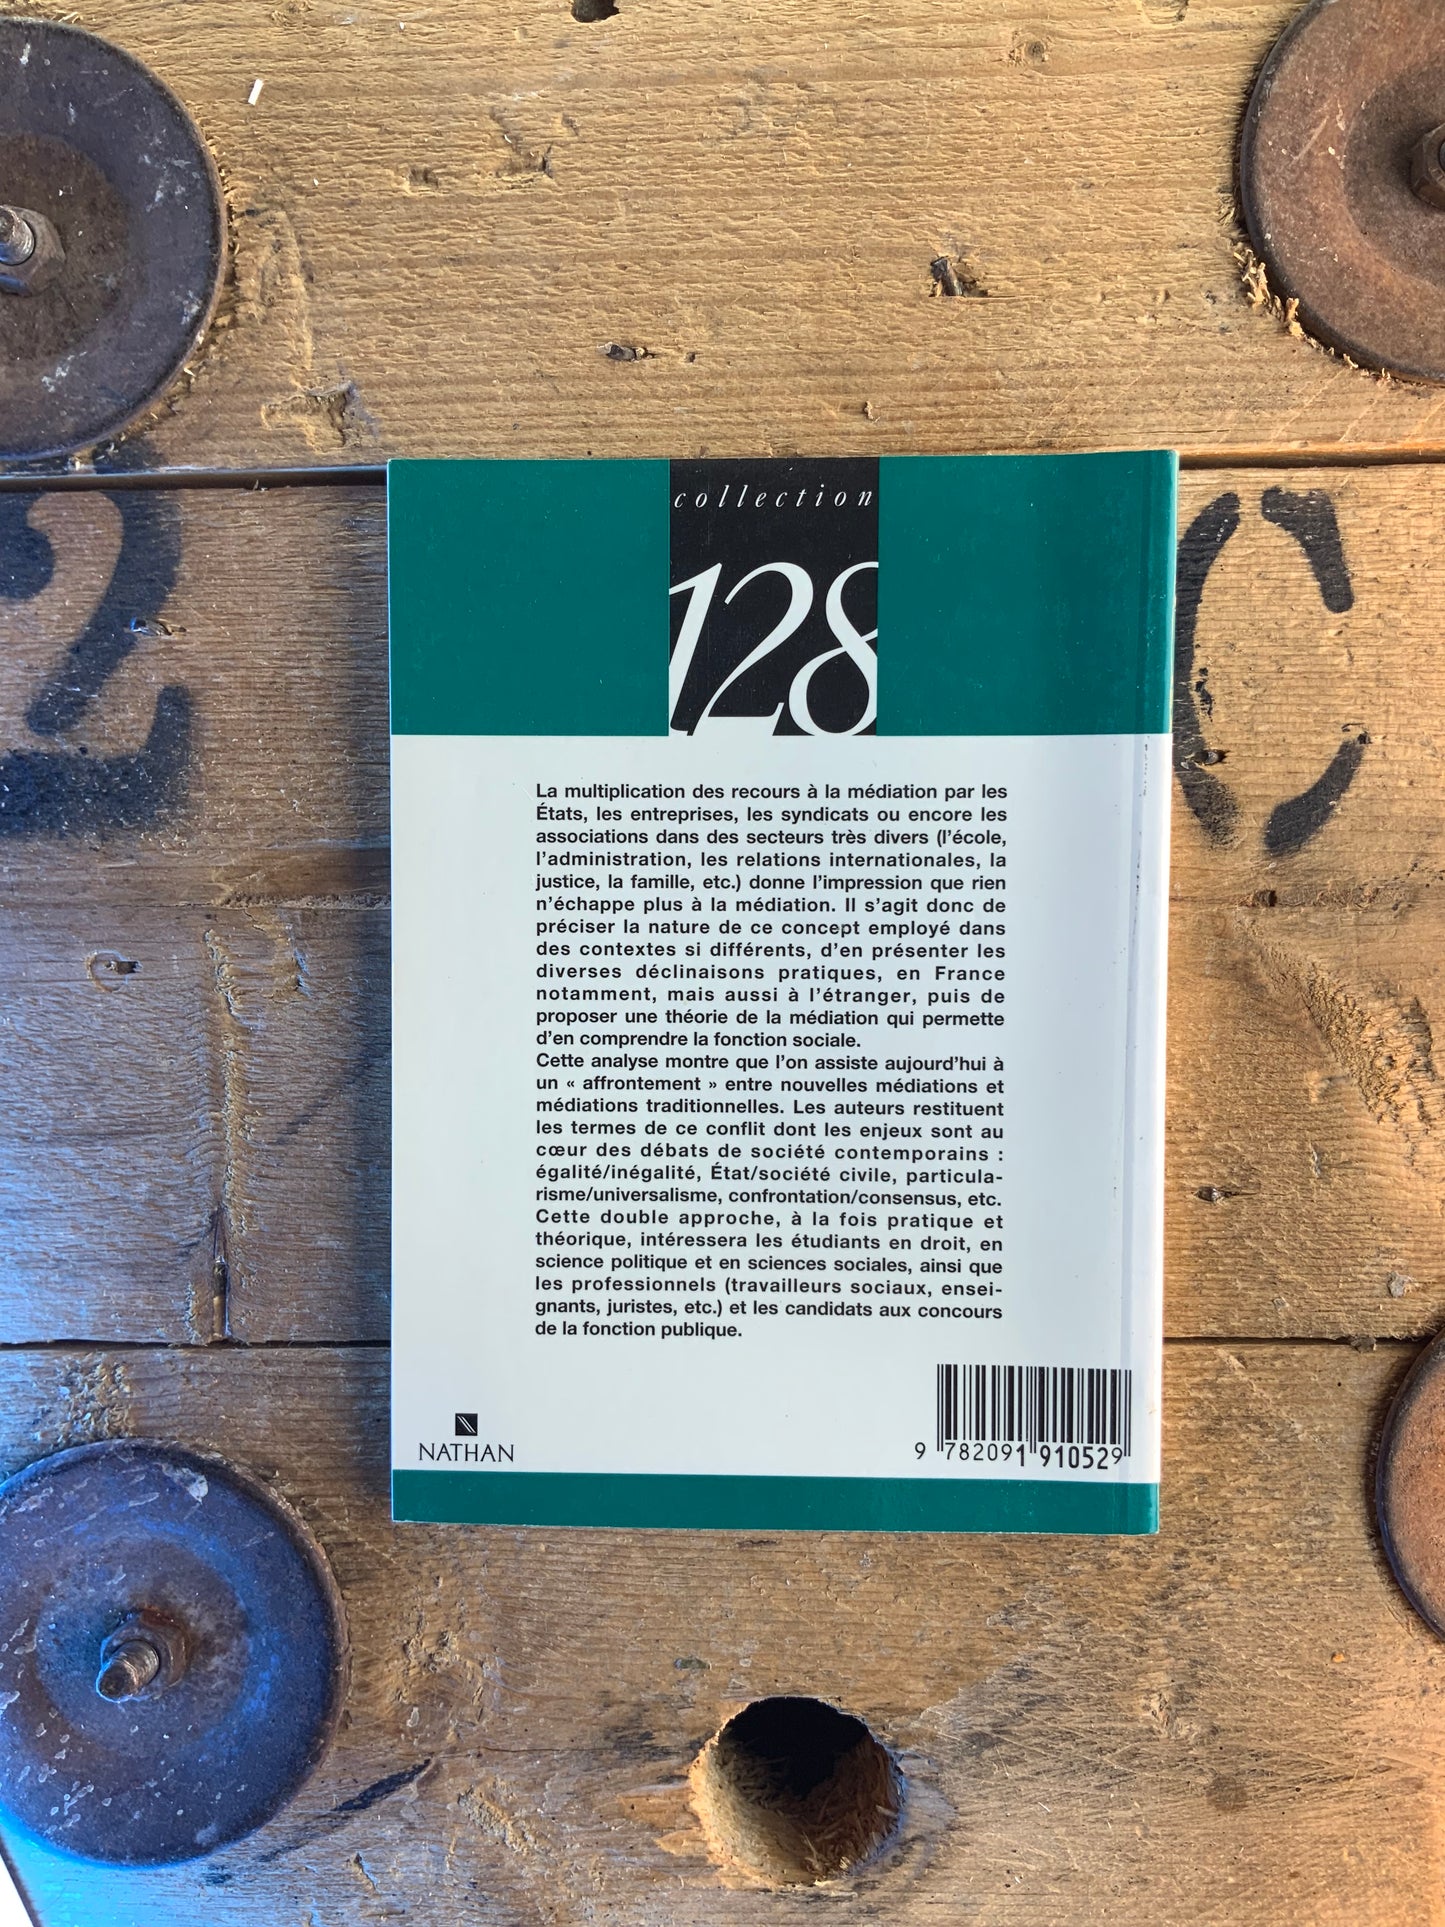 collection
128
2
C
La multiplication des recours à la médiation par les
États, les entreprises, les syndicats ou encore les
associations dans des secteurs très divers (l'école,
l'administration, les relations internationales, la
justice, la famille, etc.) donne l'impression que rien
n'échappe plus à la médiation. Il s'agit donc de
préciser la nature de ce concept employé dans
des contextes si différents, d'en présenter les
diverses déclinaisons pratiques, en France
notamment, mais aussi à l'étranger, puis de
proposer une théorie de la médiation qui permette
d'en comprendre la fonction sociale.
Cette analyse montre que l'on assiste aujourd'hui à
un « affrontement » entre nouvelles médiations et
médiations traditionnelles. Les auteurs restituent
les termes de ce conflit dont les enjeux sont au
cœur des débats de société contemporains :
égalité/inégalité, État/société civile, particula-
risme/universalisme, confrontation/consensus, etc.
Cette double approche, à la fois pratique et
théorique, intéressera les étudiants en droit, en
science politique et en sciences sociales, ainsi que
les professionnels (travailleurs sociaux, ensei-
gnants, juristes, etc.) et les candidats aux concours
de la fonction publique.
NATHAN
9 782091 910529